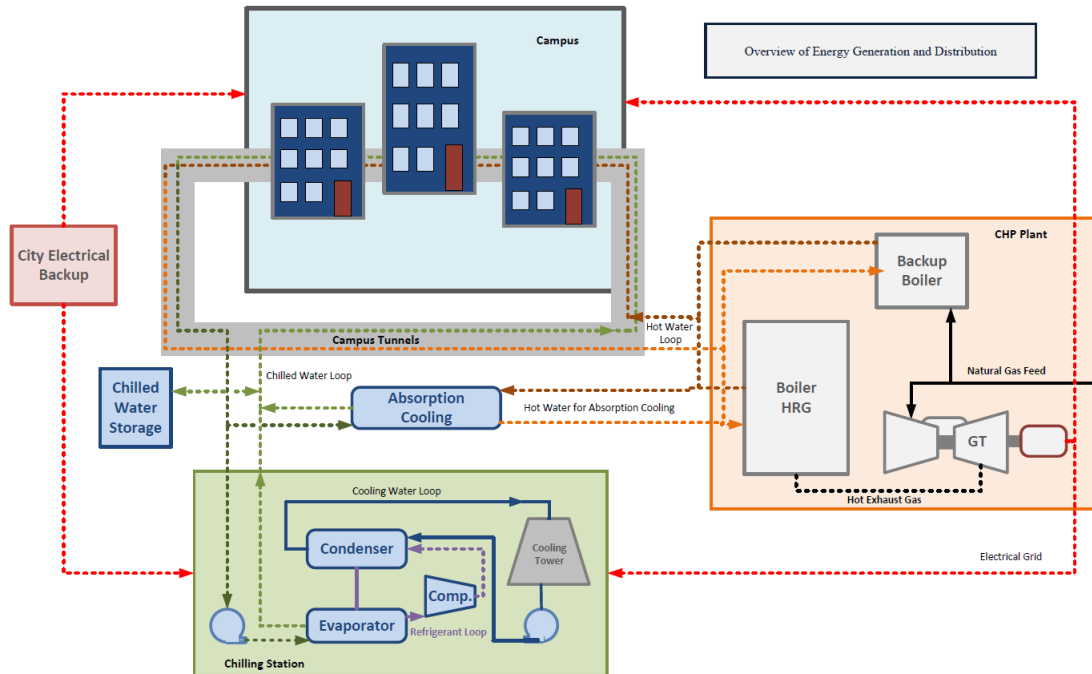 Campus
Overview of Energy Generation and Distribution
City Electrical
Backup
CHP Plant
Backup
Boiler
Hot Water
Loop
Campus Tunnels
Natural Gas Feed
Chilled Water Loop
Chilled
Water
Storage
Absorption
Cooling
Hot Water for Absorption Cooling
Boiler
HRG
GT
Hot Exhaust Gas
Cooling Water Loop
Condenser
Cooling
Tower
Electrical Grid
Comp.
Evaporator
Refrigerant Loop
Chilling Station